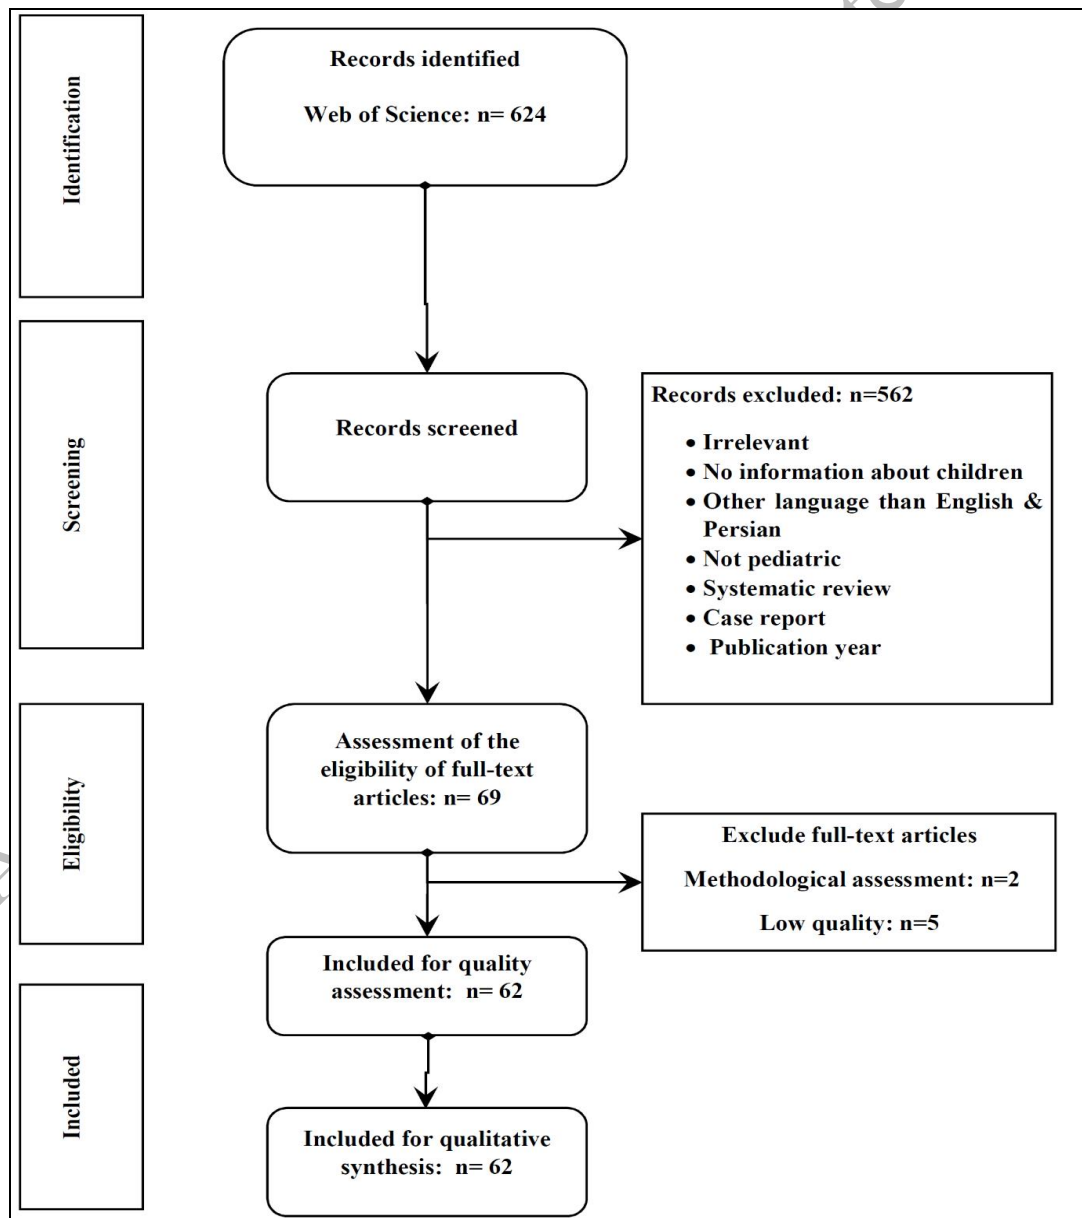 Identification
Records identified
Web of Science: n= 624
Screening
Records screened
Records excluded: n=562
• Irrelevant
• No information about children
• Other language than English &
Persian
• Not pediatric
• Systematic review
• Case report
• Publication year
Eligibility
Assessment of the
eligibility of full-text
articles: n= 69
Exclude full-text articles
Methodological assessment: n=2
Low quality: n=5
Included for quality
assessment: n= 62
Included
Included for qualitative
synthesis: n= 62